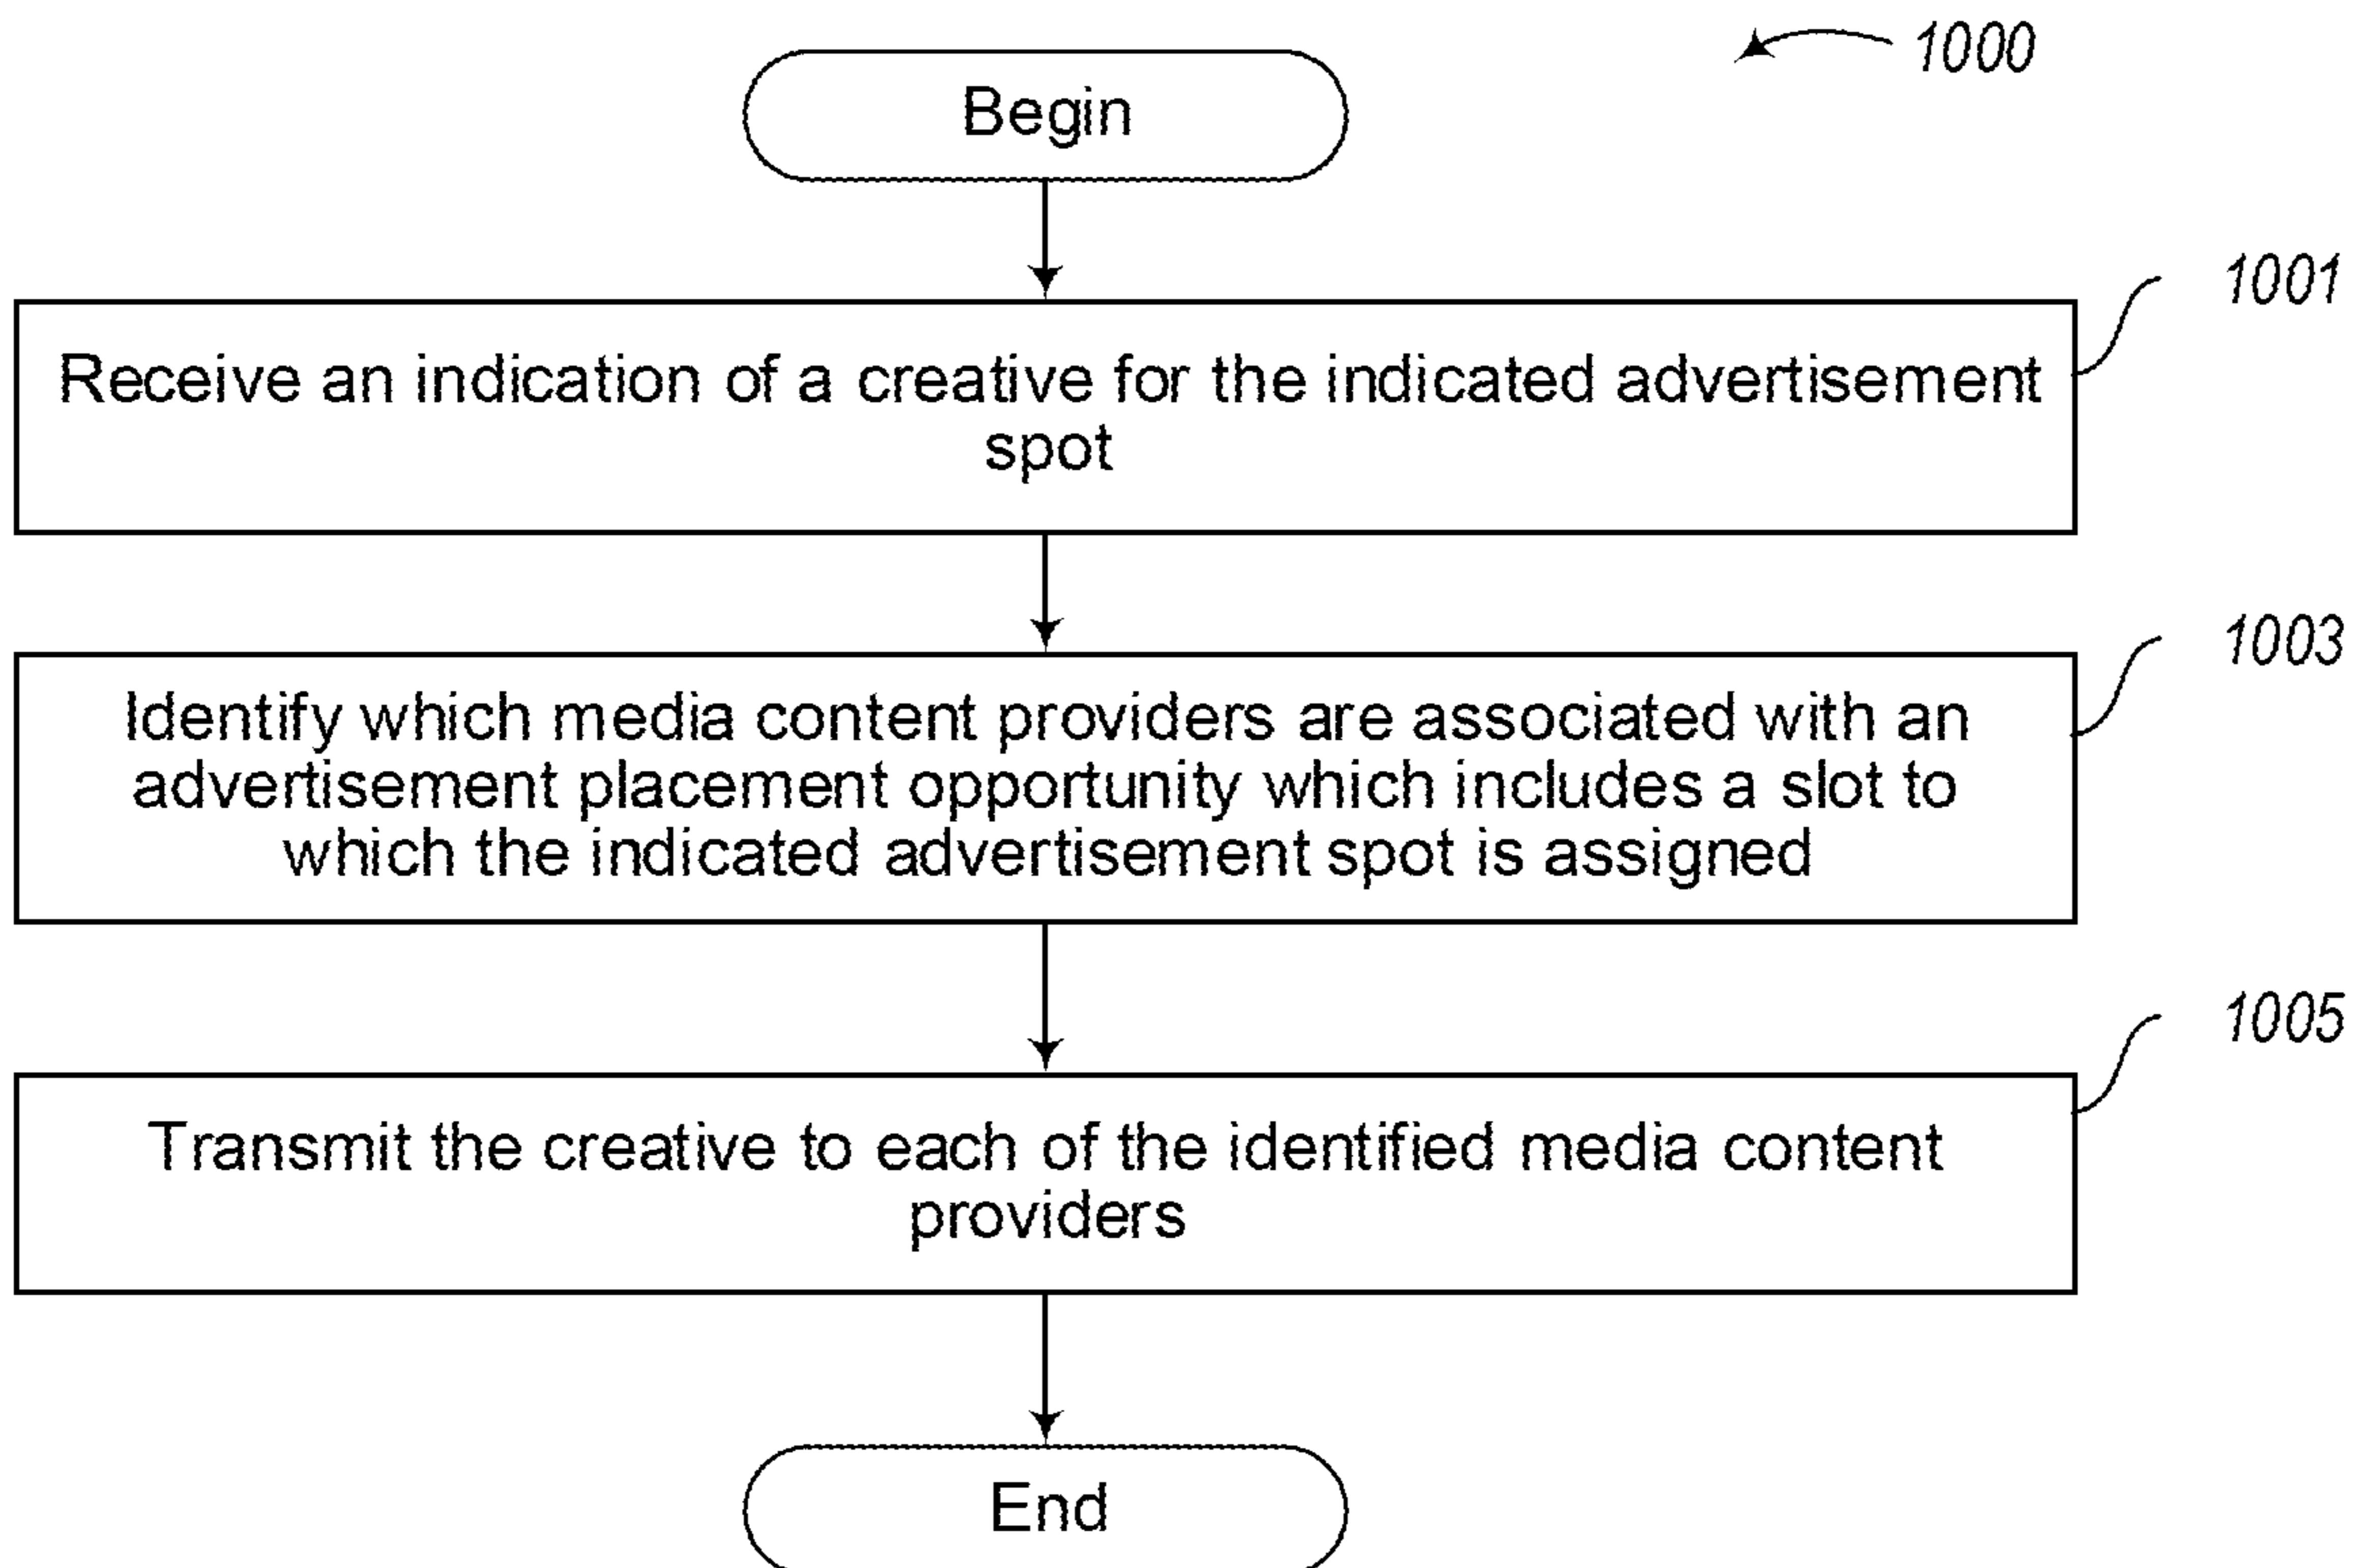 1000
Begin
1001
Receive an indication of a creative for the indicated advertisement
spot
1003
Identify which media content providers are associated with an
advertisement placement opportunity which includes a slot to
which the indicated advertisement spot is assigned
1005
Transmit the creative to each of the identified media content
providers
End